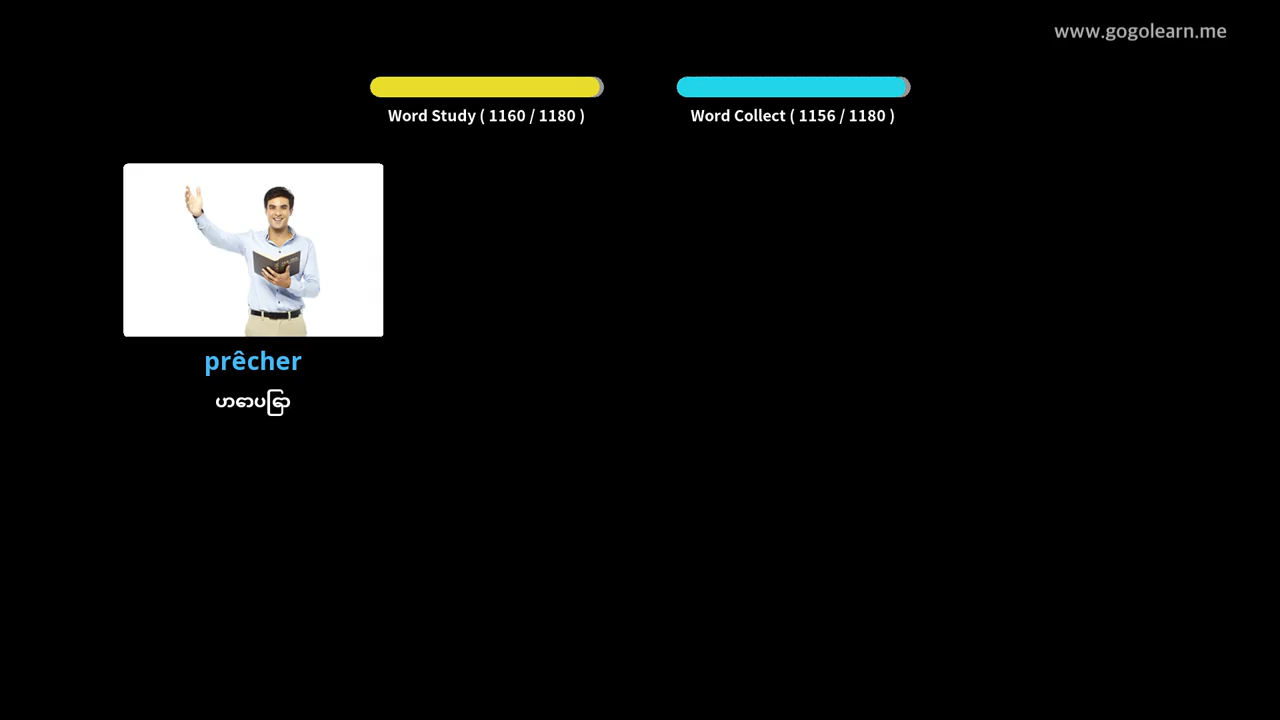 www.gogolearn.me
Word Study ( 1160 / 1180 )
Word Collect ( 1156 / 1180 )
prêcher
ဟောပြော